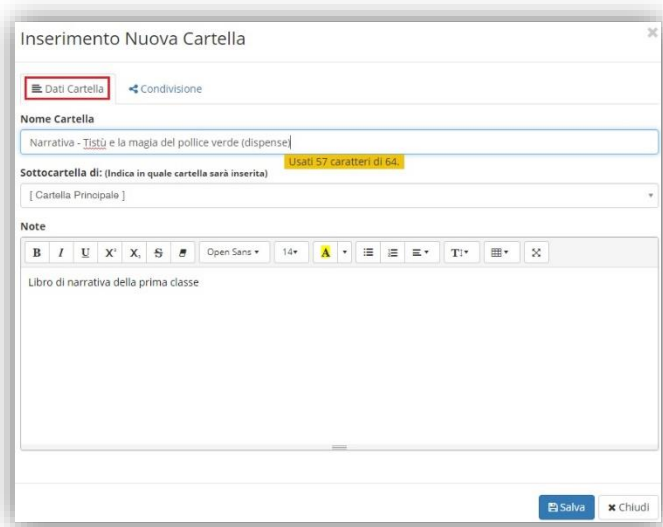 Inserimento Nuova Cartella
Dati Cartella Condivisione
Nome Cartella
Narrativa - Tistù e la magia del pollice verde (dispense)
Usati 57 caratteri di 64.
Sottocartella di: (Indica in quale cartella sarà inserita)
[ Cartella Principale ]
Note
B I U X² X₂ S Open Sans 14 A T
Libro di narrativa della prima classe
Salva Chiudi